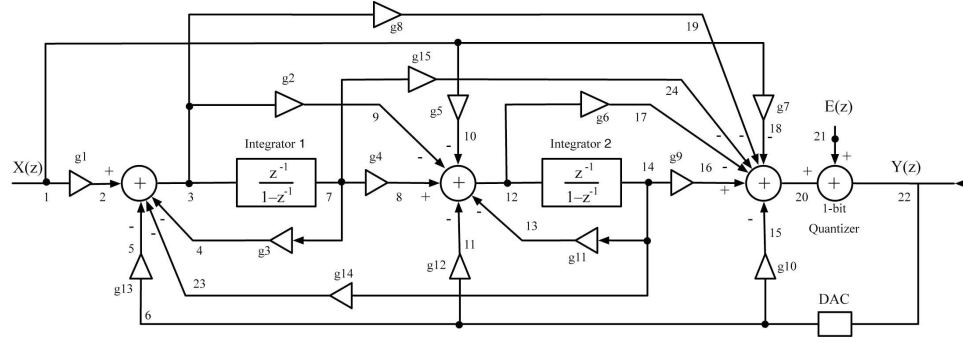 g8
19
g15
g2
g5
24
g7
E(z)
9
g6
17
18
10
21
X(z)
g1
Integrator 1
g4
Integrator 2
14
g9
Y(z)
+
-
-
-
-
-
-
+
+
z⁻¹
1−z⁻¹
+
z⁻¹
1−z⁻¹
+
+
1
2
3
7
8
+
12
16
+
20
+
22
1-bit
Quantizer
-
-
-
-
-
-
4
g3
5
11
13
g11
15
g13
g14
g12
g10
23
6
DAC